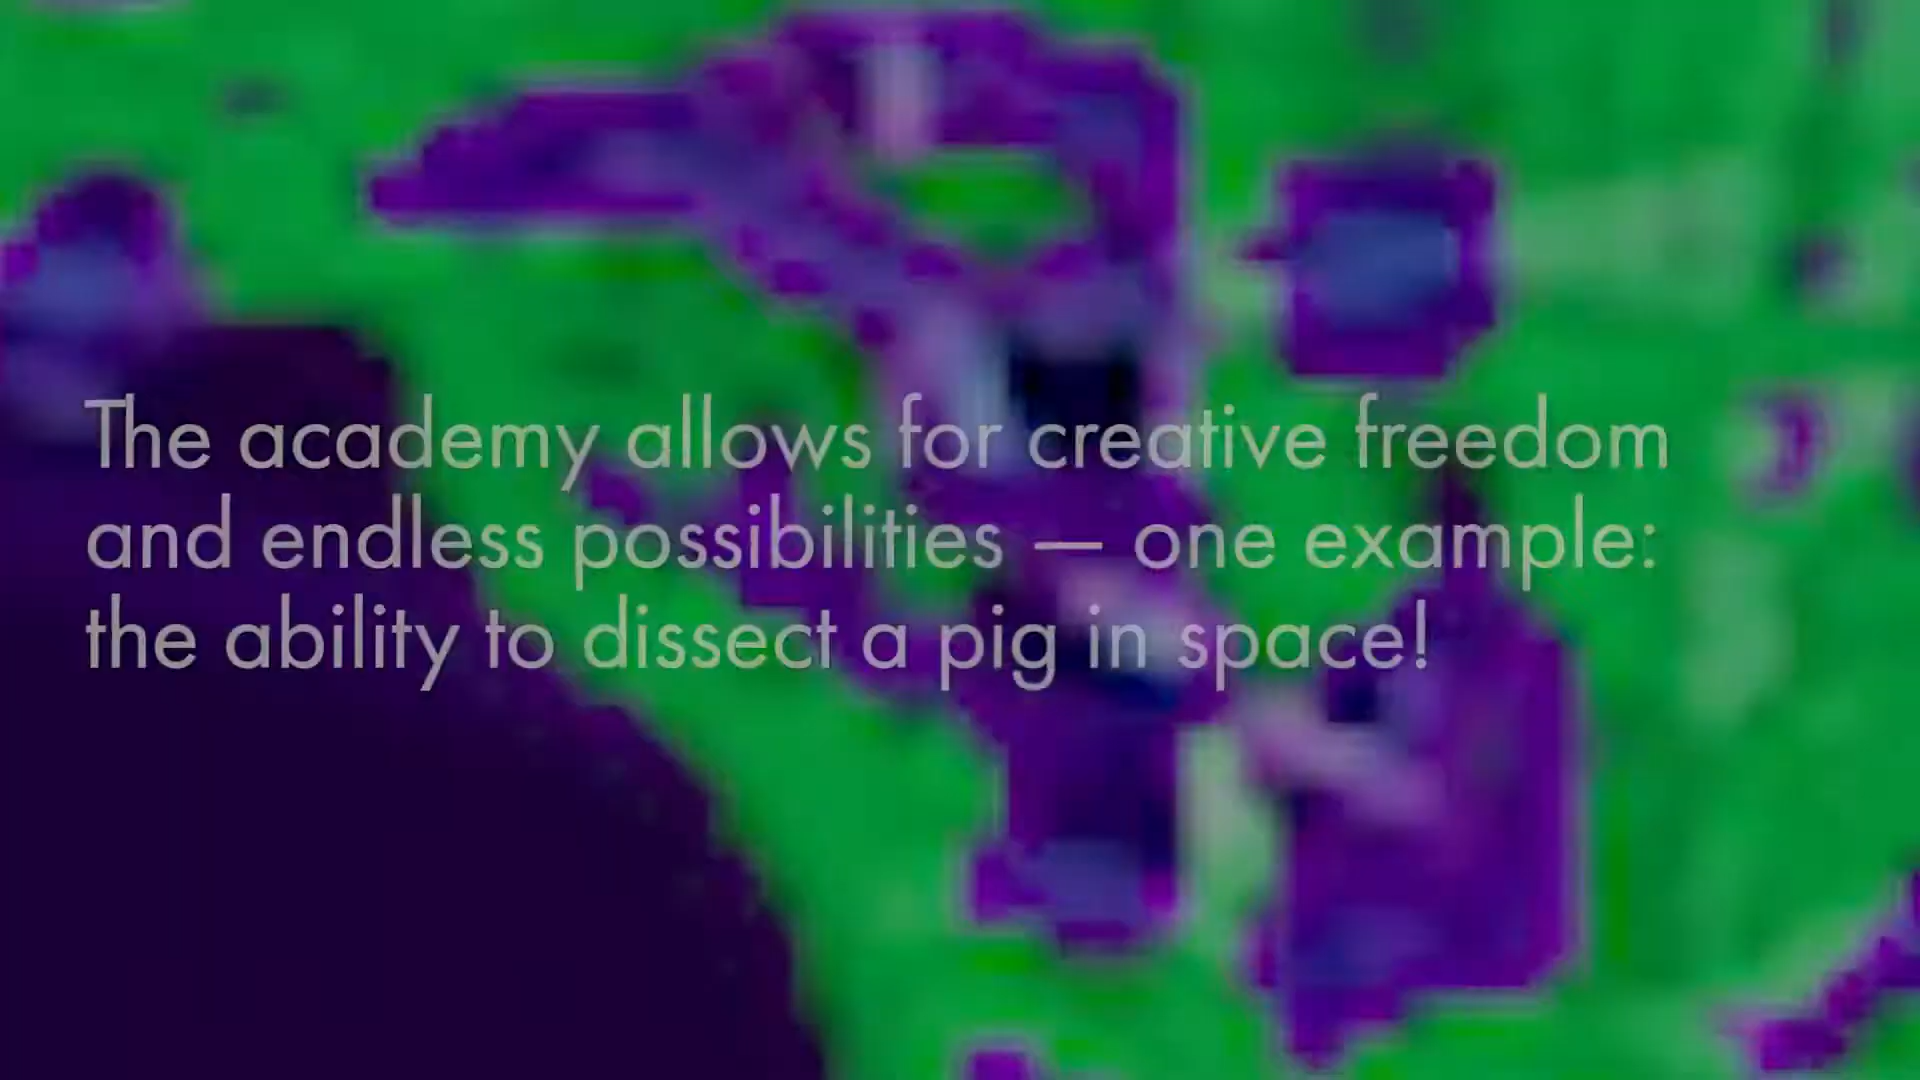 The academy allows for creative freedom
and endless possibilities — one example:
the ability to dissect a pig in space!